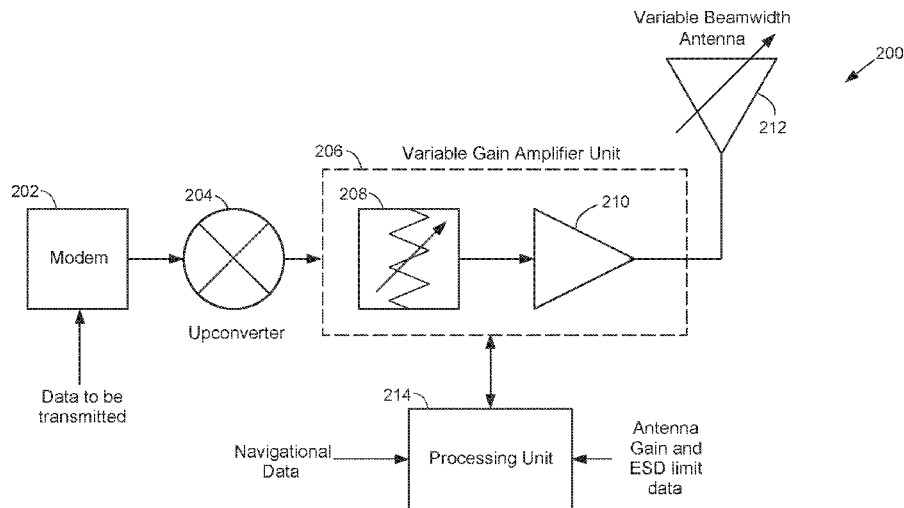 Variable Beamwidth
Antenna
200
212
206
Variable Gain Amplifier Unit
202
204
208
210
Modem
Upconverter
Data to be
transmitted
214
Navigational
Data
Processing Unit
Antenna
Gain and
ESD limit
data